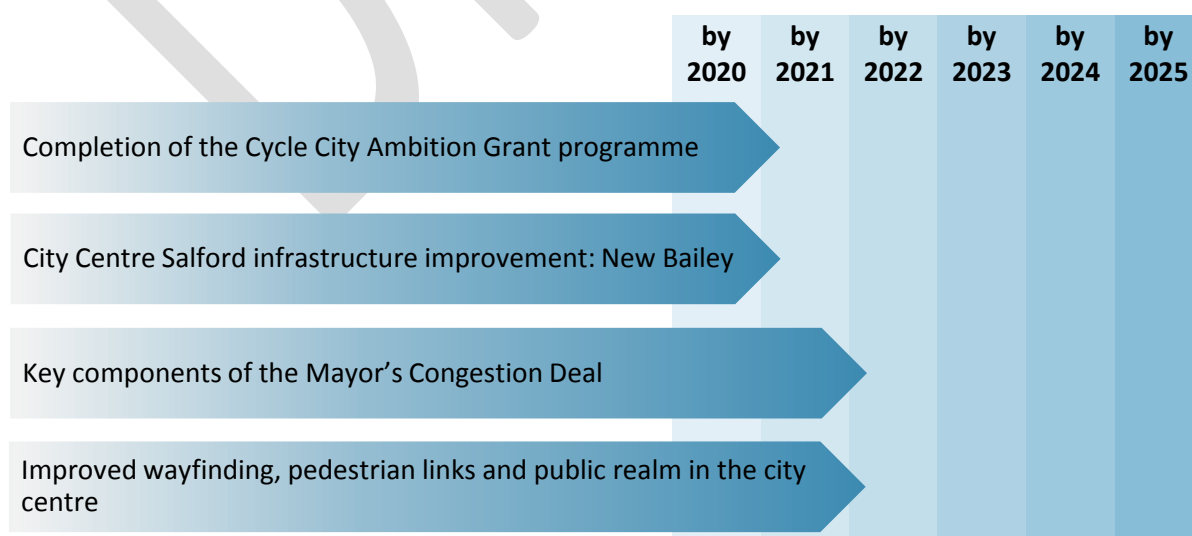 by by by by by by
2020 2021 2022 2023 2024 2025
Completion of the Cycle City Ambition Grant programme
City Centre Salford infrastructure improvement: New Bailey
Key components of the Mayor’s Congestion Deal
Improved wayfinding, pedestrian links and public realm in the city
centre